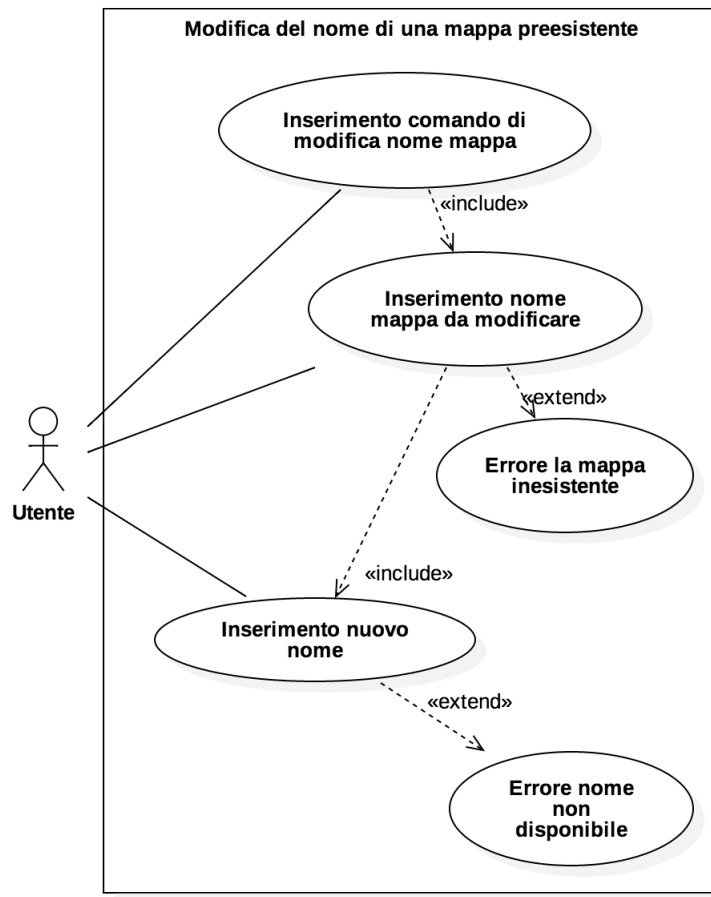 Modifica del nome di una mappa preesistente
Inserimento comando di
modifica nome mappa
«include»
Inserimento nome
mappa da modificare
«extend»
Errore la mappa
inesistente
Utente
«include»
Inserimento nuovo
nome
«extend»
Errore nome
non
disponibile